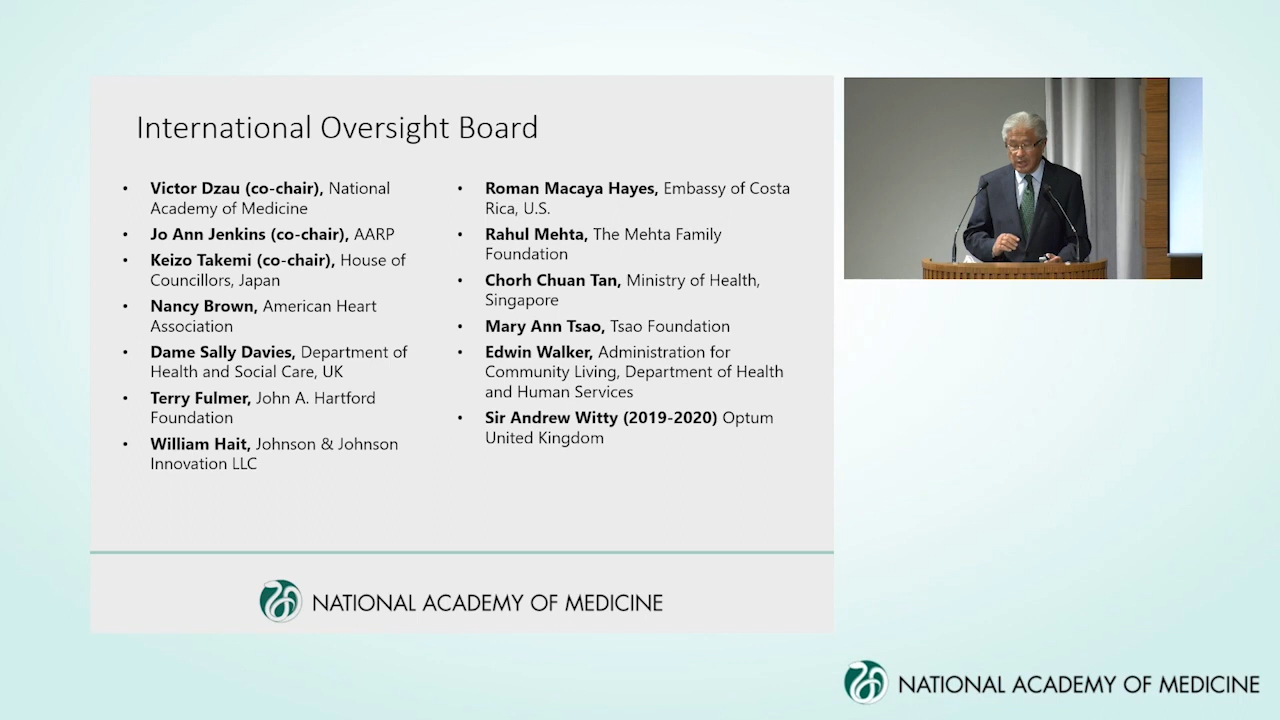 International Oversight Board
• Victor Dzau (co-chair), National
Academy of Medicine
• Jo Ann Jenkins (co-chair), AARP
• Keizo Takemi (co-chair), House of
Councillors, Japan
• Nancy Brown, American Heart
Association
• Dame Sally Davies, Department of
Health and Social Care, UK
• Terry Fulmer, John A. Hartford
Foundation
• William Hait, Johnson & Johnson
Innovation LLC
• Roman Macaya Hayes, Embassy of Costa
Rica, U.S.
• Rahul Mehta, The Mehta Family
Foundation
• Chorh Chuan Tan, Ministry of Health,
Singapore
• Mary Ann Tsao, Tsao Foundation
• Edwin Walker, Administration for
Community Living, Department of Health
and Human Services
• Sir Andrew Witty (2019-2020) Optum
United Kingdom
NATIONAL ACADEMY OF MEDICINE
NATIONAL ACADEMY OF MEDICINE